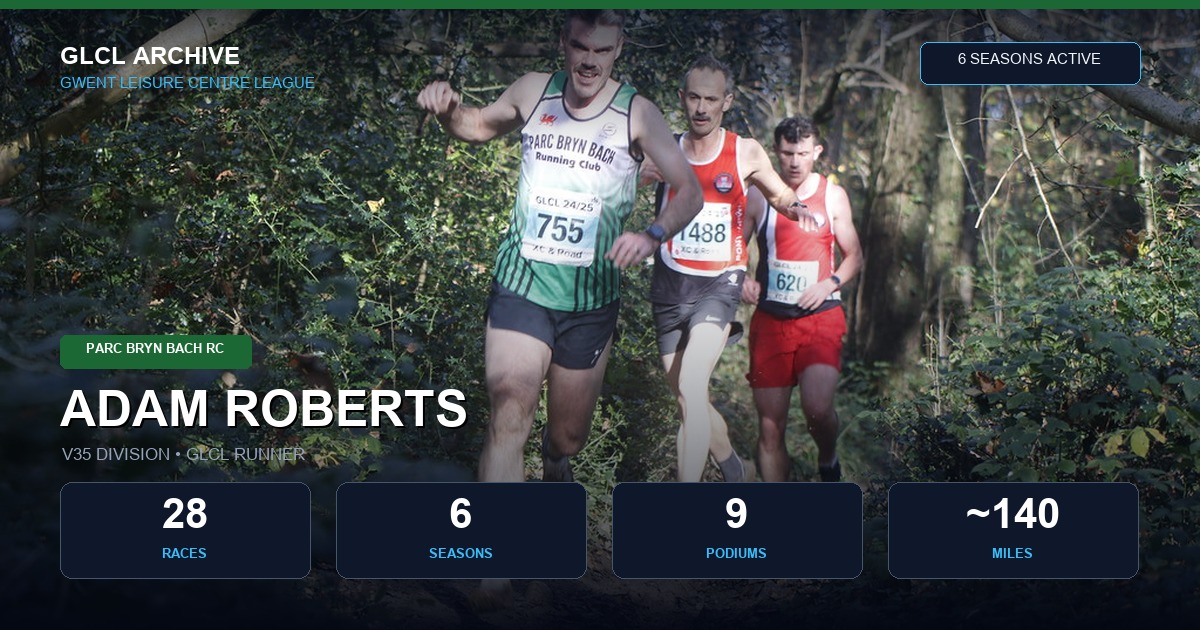 GLCL ARCHIVE
GWENT LEISURE CENTRE LEAGUE
6 SEASONS ACTIVE
PARC BRYN BACH
Running Club
GLCL 24/25
755
XC & Road
1488
620
PARC BRYN BACH RC
ADAM ROBERTS
V35 DIVISION • GLCL RUNNER
28
RACES
6
SEASONS
9
PODIUMS
~140
MILES